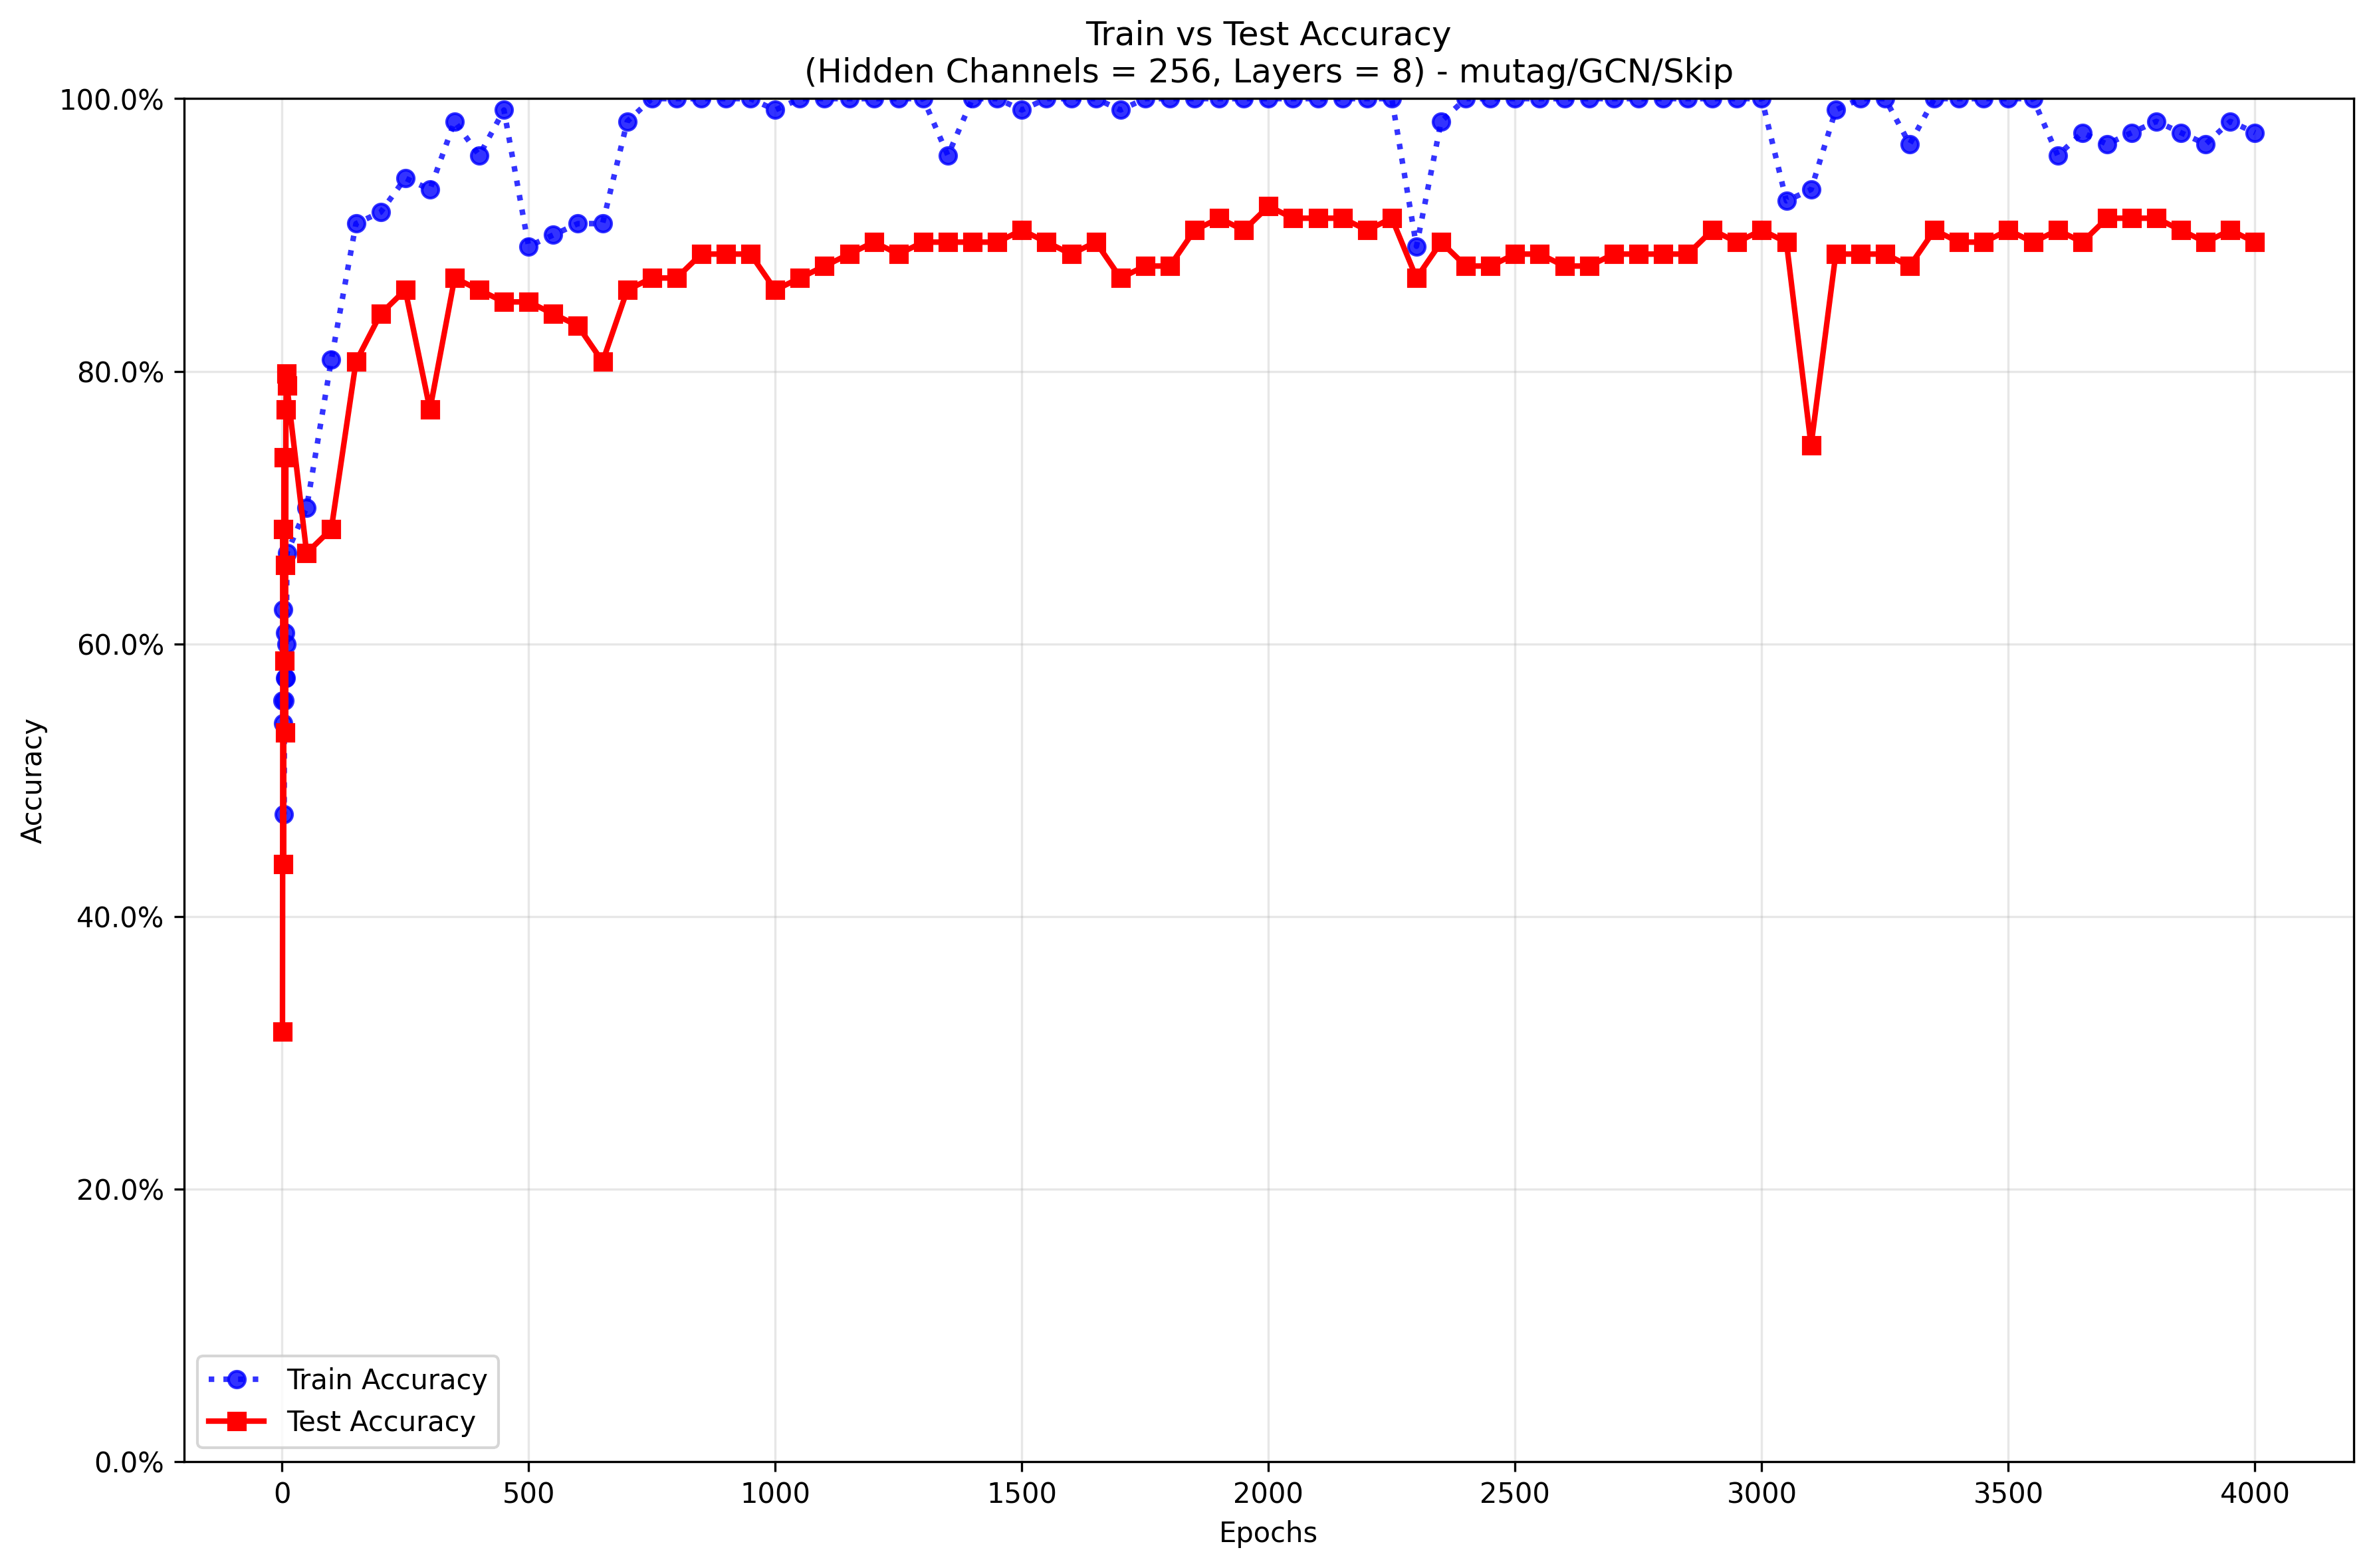 Train vs Test Accuracy
(Hidden Channels = 256, Layers = 8) - mutag/GCN/Skip
100.0%
80.0%
60.0%
40.0%
20.0%
0.0%
Accuracy
Train Accuracy
Test Accuracy
0 500 1000 1500 2000 2500 3000 3500 4000
Epochs